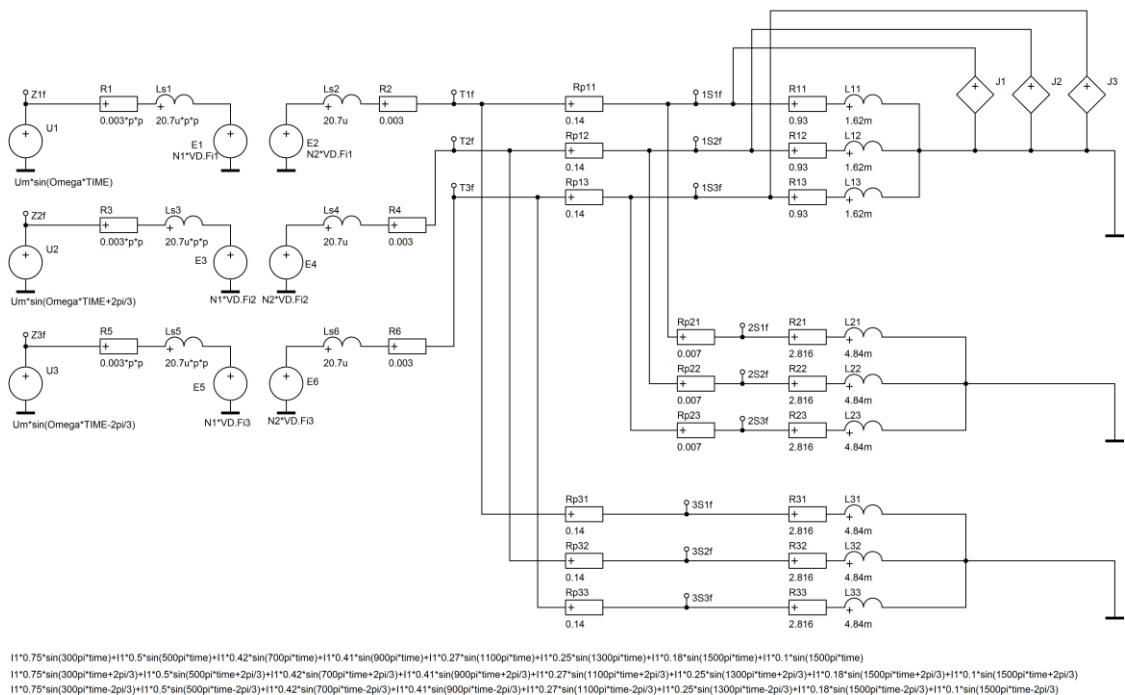 J1 J2 J3
Z1f R1 Ls1 Ls2 R2 T1f Rp11 1S1f R11 L11
0.003*p*p 20.7u*p*p 20.7u 0.003 0.14 0.93 1.62m
U1 E1 E2
N1*VD.Fi1 N2*VD.Fi1
T2f Rp12 1S2f R12 L12
0.14 0.93 1.62m
Um*sin(Omega*TIME)
T3f Rp13 1S3f R13 L13
0.14 0.93 1.62m
Z2f R3 Ls3 Ls4 R4
0.003*p*p 20.7u*p*p 20.7u 0.003
U2 E3 E4
Um*sin(Omega*TIME+2pi/3) N1*VD.Fi2 N2*VD.Fi2
Z3f R5 Ls5 Ls6 R6
0.003*p*p 20.7u*p*p 20.7u 0.003
U3 E5 E6
Um*sin(Omega*TIME-2pi/3) N1*VD.Fi3 N2*VD.Fi3
Rp21 2S1f R21 L21
0.007 2.816 4.84m
Rp22 2S2f R22 L22
0.007 2.816 4.84m
Rp23 2S3f R23 L23
0.007 2.816 4.84m
Rp31 3S1f R31 L31
0.14 2.816 4.84m
Rp32 3S2f R32 L32
0.14 2.816 4.84m
Rp33 3S3f R33 L33
0.14 2.816 4.84m
I1*0.75*sin(300pi*time)+I1*0.5*sin(500pi*time)+I1*0.42*sin(700pi*time)+I1*0.41*sin(900pi*time)+I1*0.27*sin(1100pi*time)+I1*0.25*sin(1300pi*time)+I1*0.18*sin(1500pi*time)+I1*0.1*sin(1500pi*time)
I1*0.75*sin(300pi*time+2pi/3)+I1*0.5*sin(500pi*time+2pi/3)+I1*0.42*sin(700pi*time+2pi/3)+I1*0.41*sin(900pi*time+2pi/3)+I1*0.27*sin(1100pi*time+2pi/3)+I1*0.25*sin(1300pi*time+2pi/3)+I1*0.18*sin(1500pi*time+2pi/3)+I1*0.1*sin(1500pi*time+2pi/3)
I1*0.75*sin(300pi*time-2pi/3)+I1*0.5*sin(500pi*time-2pi/3)+I1*0.42*sin(700pi*time-2pi/3)+I1*0.41*sin(900pi*time-2pi/3)+I1*0.27*sin(1100pi*time-2pi/3)+I1*0.25*sin(1300pi*time-2pi/3)+I1*0.18*sin(1500pi*time-2pi/3)+I1*0.1*sin(1500pi*time-2pi/3)